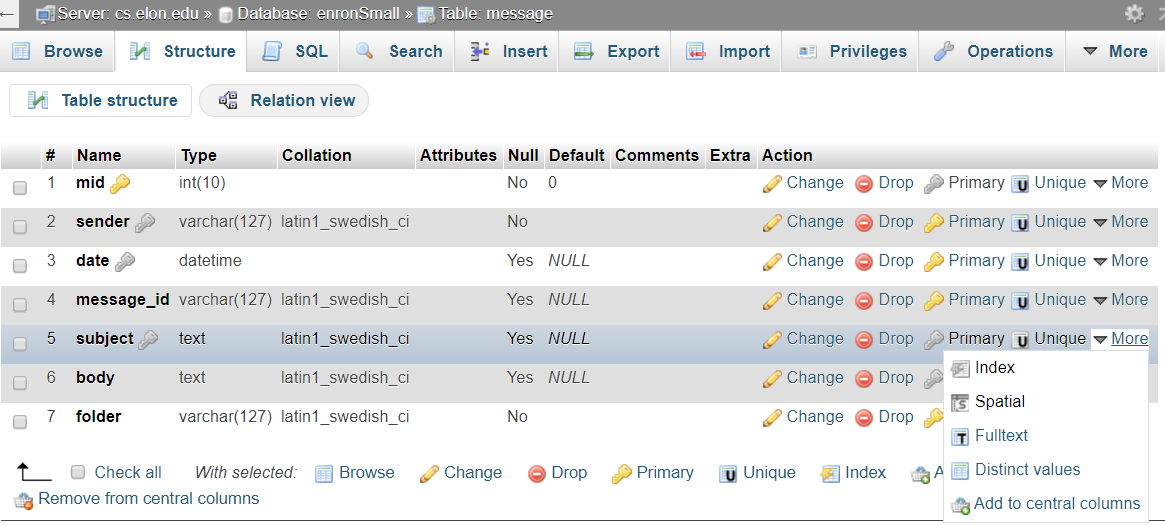 Server: cs.elon.edu » Database: enronSmall » Table: message
Browse Structure SQL Search Insert Export Import Privileges Operations More
Table structure Relation view
# Name Type Collation Attributes Null Default Comments Extra Action
1 mid int(10) No 0 Change Drop Primary Unique More
2 sender varchar(127) latin1_swedish_ci No Change Drop Primary Unique More
3 date datetime Yes NULL Change Drop Primary Unique More
4 message_id varchar(127) latin1_swedish_ci Yes NULL Change Drop Primary Unique More
5 subject text latin1_swedish_ci Yes NULL Change Drop Primary Unique More
Index
6 body text latin1_swedish_ci Yes NULL Change Drop
Spatial
7 folder varchar(127) latin1_swedish_ci No Change Drop
Fulltext
Distinct values
Check all With selected: Browse Change Drop Primary Unique Index
Remove from central columns
Add to central columns